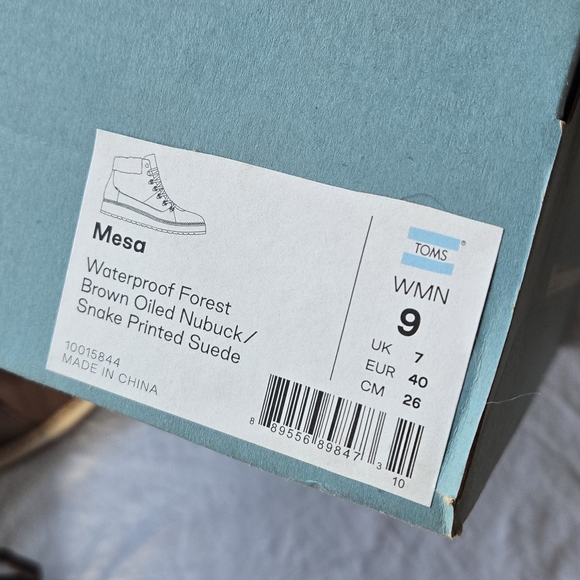 Mesa
Waterproof Forest
Brown Oiled Nubuck/
Snake Printed Suede
10015844
MADE IN CHINA
TOMS®
WMN
9
UK 7
EUR 40
CM 26
8 89556 89847 3 10